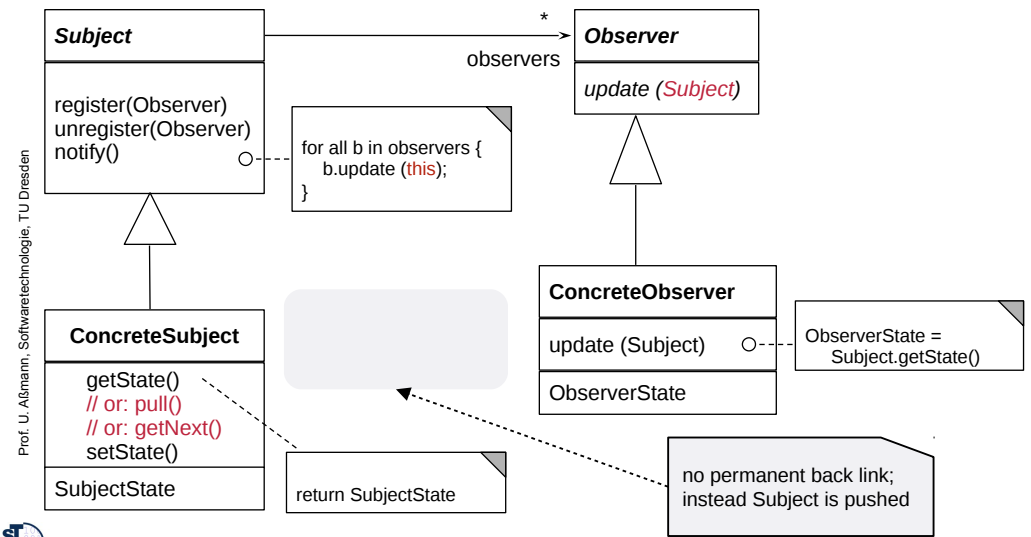 Subject
register(Observer)
unregister(Observer)
notify()
*
observers
Observer
update (Subject)
for all b in observers {
b.update (this);
}
ConcreteSubject
getState()
// or: pull()
// or: getNext()
setState()
SubjectState
return SubjectState
ConcreteObserver
update (Subject)
ObserverState
ObserverState =
Subject.getState()
no permanent back link;
instead Subject is pushed
Prof. U. Aßmann, Softwaretechnologie, TU Dresden
ST